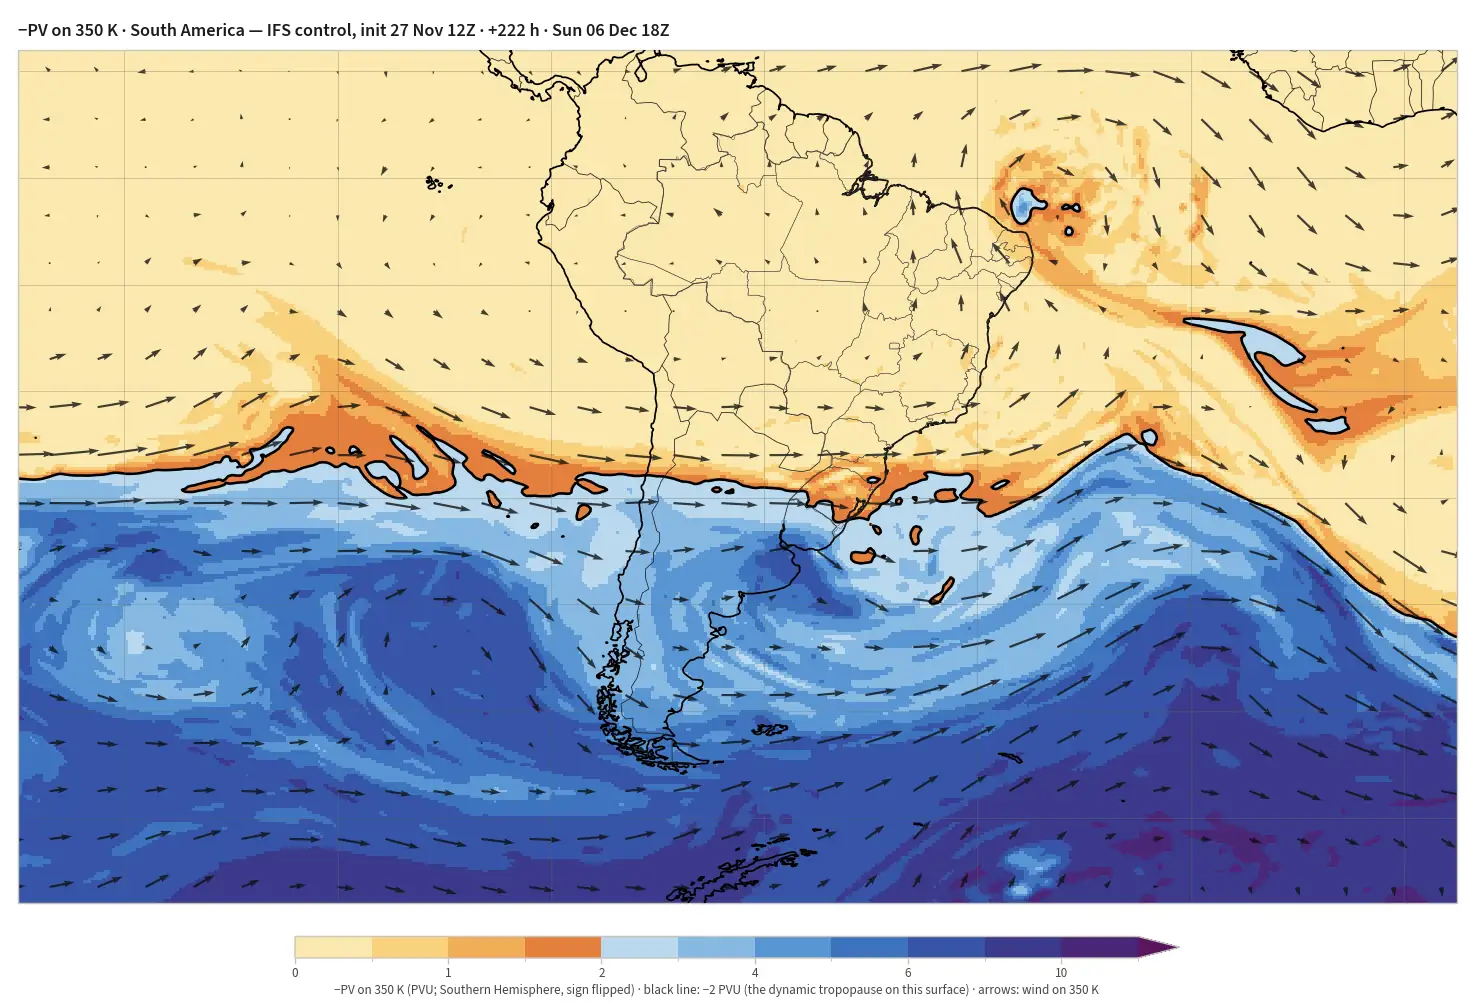 −PV on 350 K · South America — IFS control, init 27 Nov 12Z · +222 h · Sun 06 Dec 18Z
0 1 2 4 6 10
−PV on 350 K (PVU; Southern Hemisphere, sign flipped) · black line: −2 PVU (the dynamic tropopause on this surface) · arrows: wind on 350 K